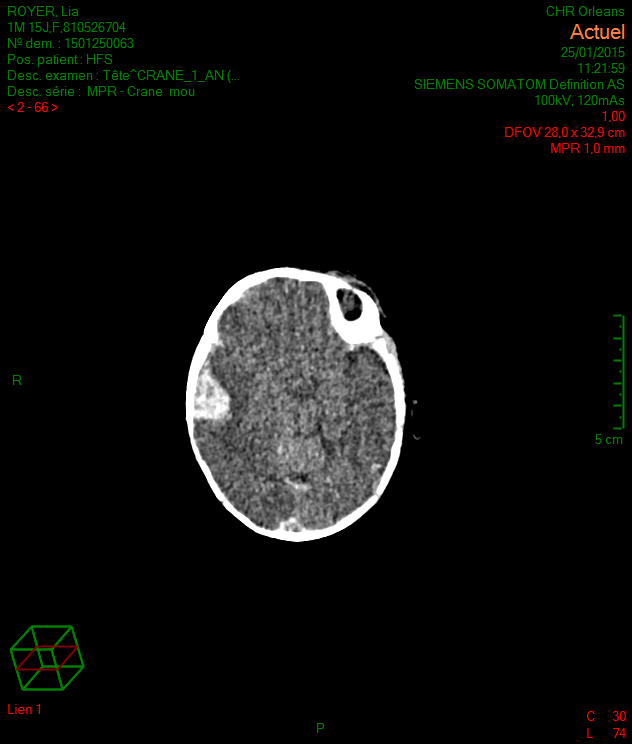 ROYER, Lia
1M 15J,F,810526704
Nº dem. : 1501250063
Pos. patient : HFS
Desc. examen : Tête^CRANE_1_AN (...
Desc. série : MPR - Crane mou
< 2 - 66 >
CHR Orleans
Actuel
25/01/2015
11:21:59
SIEMENS SOMATOM Definition AS
100kV, 120mAs
1,00
DFOV 28,0 x 32,9 cm
MPR 1,0 mm
R
5 cm
Lien 1
P
C 30
L 74